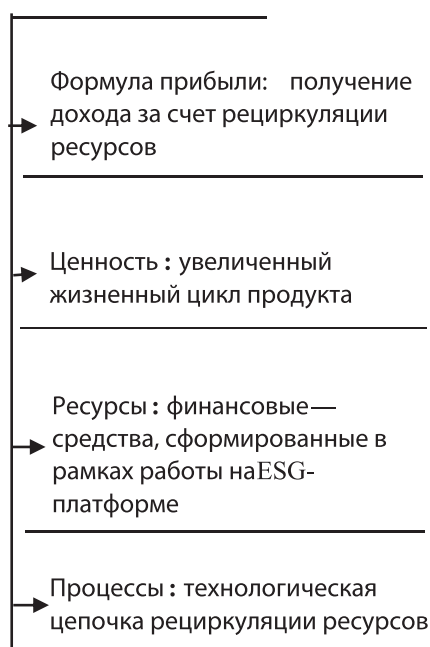 Формула прибыли: получение
дохода за счет рециркуляции
ресурсов
Ценность : увеличенный
жизненный цикл продукта
Ресурсы : финансовые—
средства, сформированные в
рамках работы наESG-
платформе
Процессы : технологическая
цепочка рециркуляции ресурсов